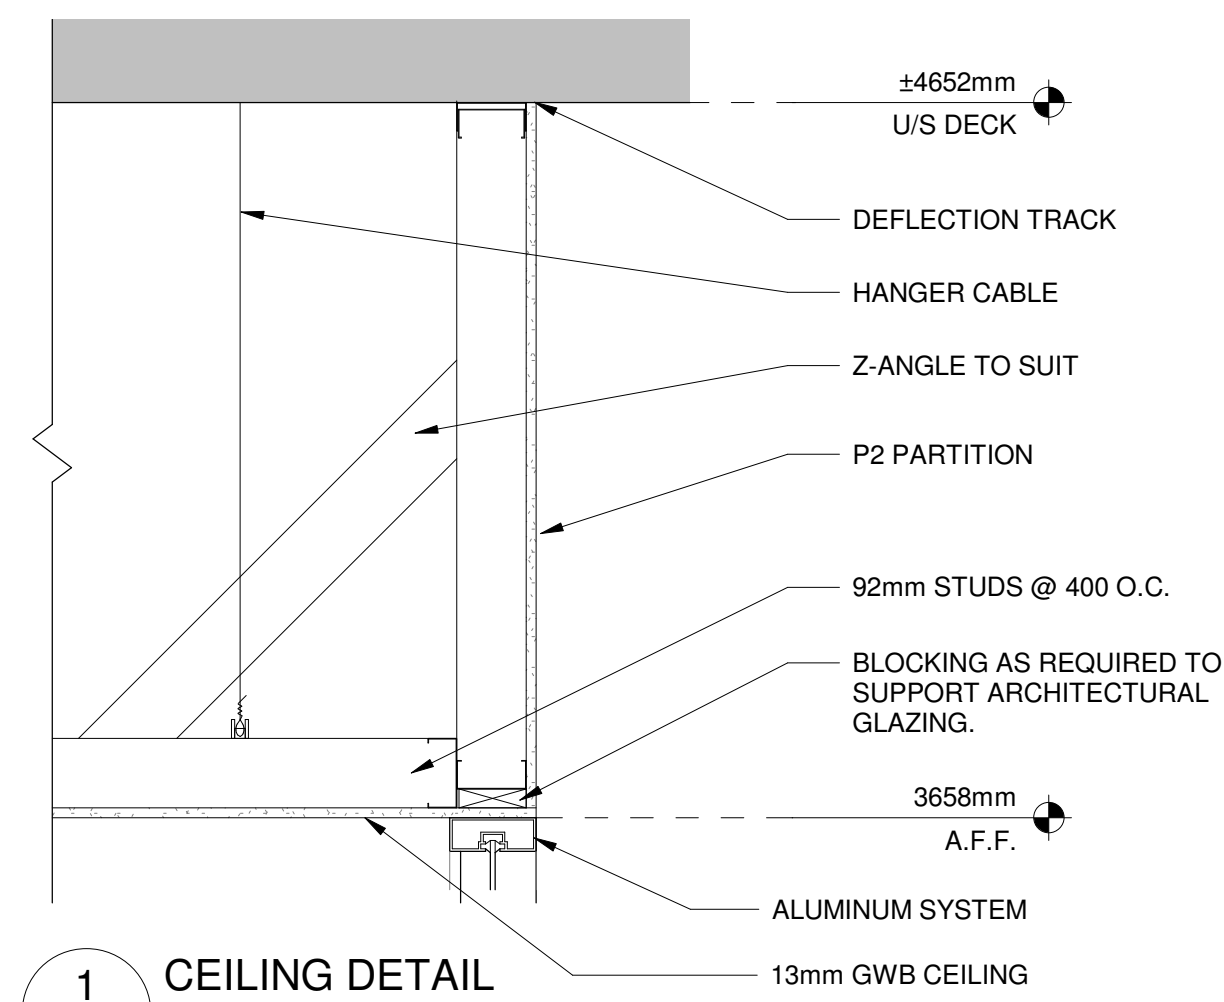 ±4652mm
U/S DECK
DEFLECTION TRACK
HANGER CABLE
Z-ANGLE TO SUIT
P2 PARTITION
92mm STUDS @ 400 O.C.
BLOCKING AS REQUIRED TO
SUPPORT ARCHITECTURAL
GLAZING.
3658mm
A.F.F.
ALUMINUM SYSTEM
13mm GWB CEILING
1
CEILING DETAIL